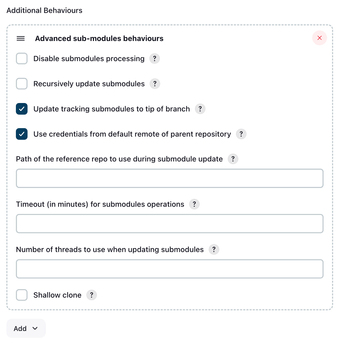 Additional Behaviours
Advanced sub-modules behaviours
Disable submodules processing ?
Recursively update submodules ?
Update tracking submodules to tip of branch ?
Use credentials from default remote of parent repository ?
Path of the reference repo to use during submodule update ?
Timeout (in minutes) for submodules operations ?
Number of threads to use when updating submodules ?
Shallow clone ?
Add